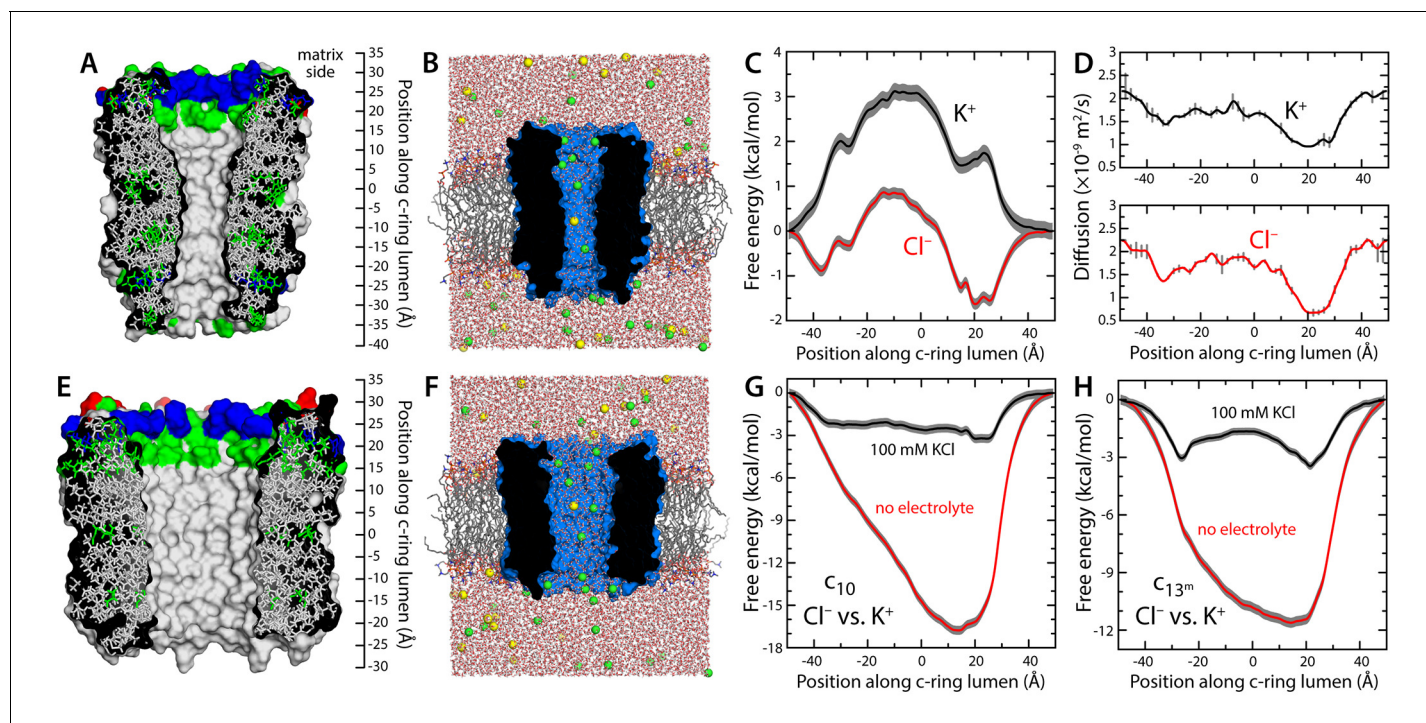 A
matrix
side
35
30
25
20
15
10
5
0
-5
-10
-15
-20
-25
-30
-35
-40
Position along c-ring lumen (Å)
B
C
4
3
2
1
0
-1
-2
Free energy (kcal/mol)
K⁺
Cl⁻
-40 -20 0 20 40
Position along c-ring lumen (Å)
D
3
2.5
2
1.5
1
0.5
K⁺
3
2.5
2
1.5
1
0.5
Cl⁻
Diffusion (×10⁻⁹ m²/s)
-40 -20 0 20 40
Position along c-ring lumen (Å)
E
35
30
25
20
15
10
5
0
-5
-10
-15
-20
-25
-30
Position along c-ring lumen (Å)
F
G
0
-3
-6
-9
-12
-15
-18
Free energy (kcal/mol)
100 mM KCl
no electrolyte
c₁₀
Cl⁻ vs. K⁺
-40 -20 0 20 40
Position along c-ring lumen (Å)
H
0
-3
-6
-9
-12
Free energy (kcal/mol)
100 mM KCl
no electrolyte
c₁₃ᵐ
Cl⁻ vs. K⁺
-40 -20 0 20 40
Position along c-ring lumen (Å)